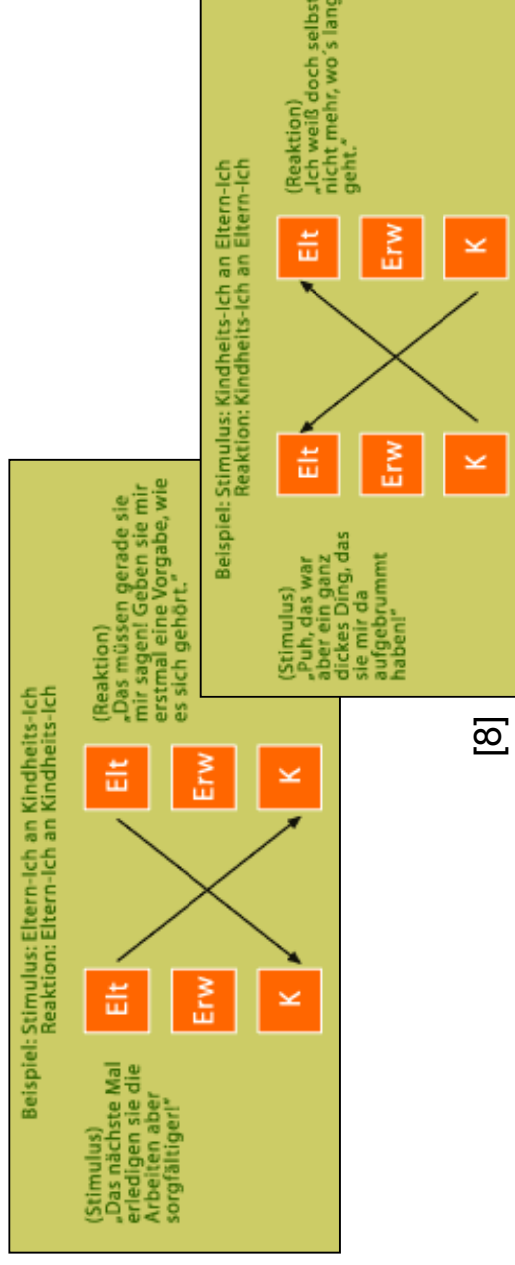 Beispiel: Stimulus: Eltern-Ich an Kindheits-Ich
Reaktion: Eltern-Ich an Kindheits-Ich
(Stimulus)
„Das nächste Mal
erledigen sie die
Arbeiten aber
sorgfältiger!“
Elt
Erw
K
Elt
Erw
K
(Reaktion)
„Das müssen gerade sie
mir sagen! Geben sie mir
erstmal eine Vorgabe, wie
es sich gehört.“
Beispiel: Stimulus: Kindheits-Ich an Eltern-Ich
Reaktion: Kindheits-Ich an Eltern-Ich
(Stimulus)
„Puh, das war
aber ein ganz
dickes Ding, das
sie mir da
aufgebrummt
haben!“
Elt
Erw
K
Elt
Erw
K
(Reaktion)
„Ich weiß doch selbst
nicht mehr, wo´s lang
geht.“
[8]